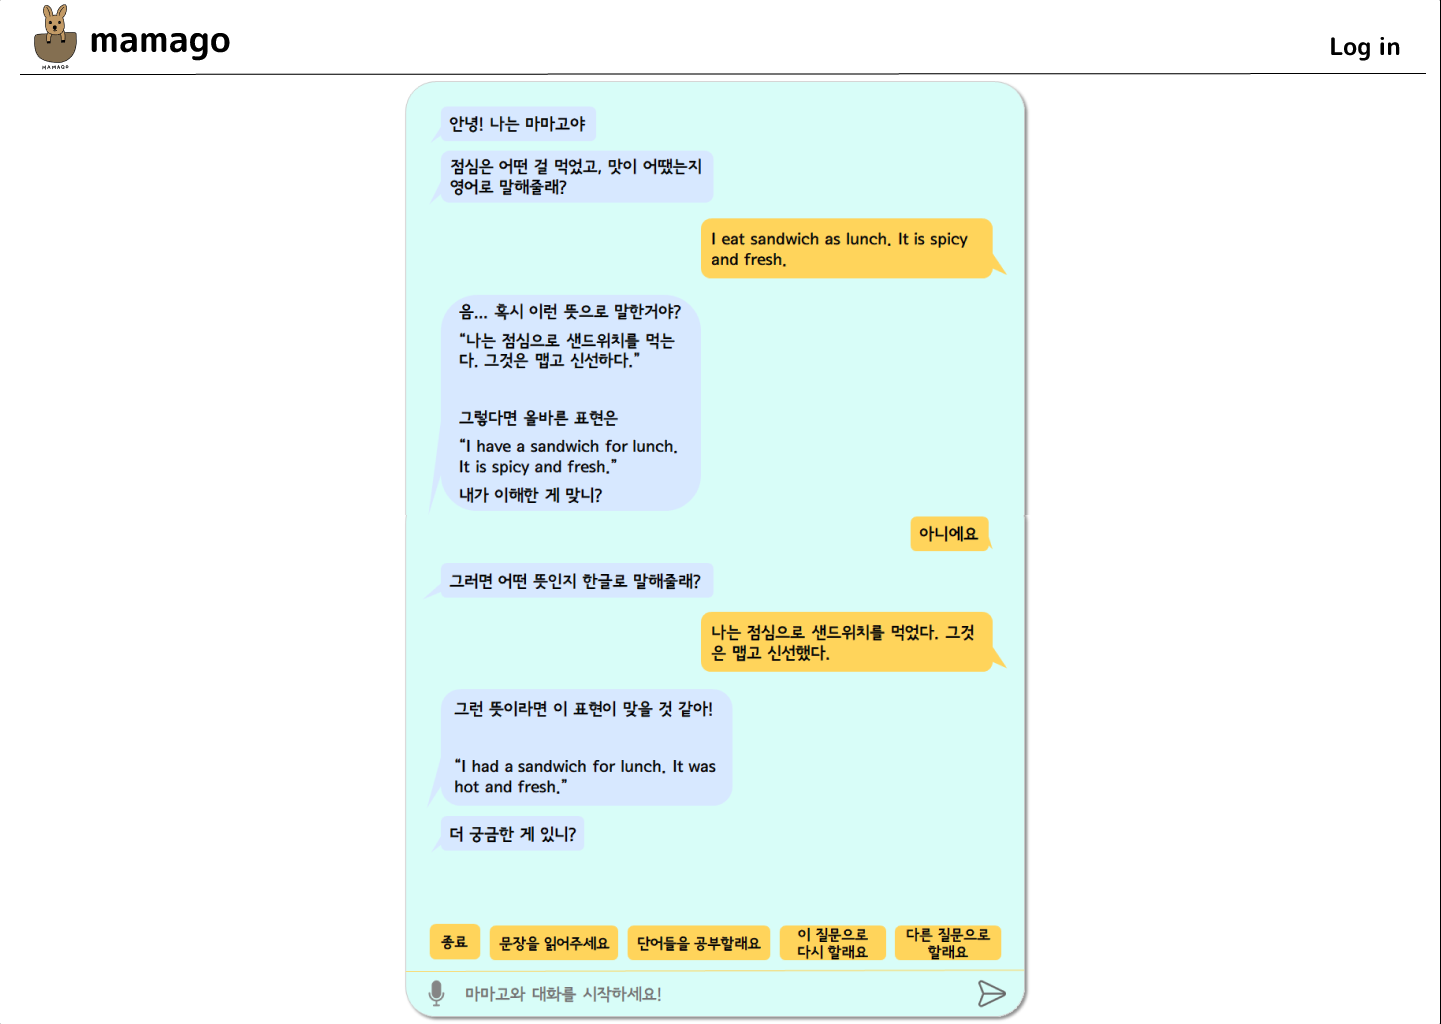 MAMAGO
mamago
Log in
안녕! 나는 마마고야
점심은 어떤 걸 먹었고, 맛이 어땠는지
영어로 말해줄래?
I eat sandwich as lunch. It is spicy
and fresh.
음... 혹시 이런 뜻으로 말한거야?
“나는 점심으로 샌드위치를 먹는
다. 그것은 맵고 신선하다.”
그렇다면 올바른 표현은
“I have a sandwich for lunch.
It is spicy and fresh.”
내가 이해한 게 맞니?
아니에요
그러면 어떤 뜻인지 한글로 말해줄래?
나는 점심으로 샌드위치를 먹었다. 그것
은 맵고 신선했다.
그런 뜻이라면 이 표현이 맞을 것 같아!
“I had a sandwich for lunch. It was
hot and fresh.”
더 궁금한 게 있니?
종료
문장을 읽어주세요
단어들을 공부할래요
이 질문으로
다시 할래요
다른 질문으로
할래요
마마고와 대화를 시작하세요!